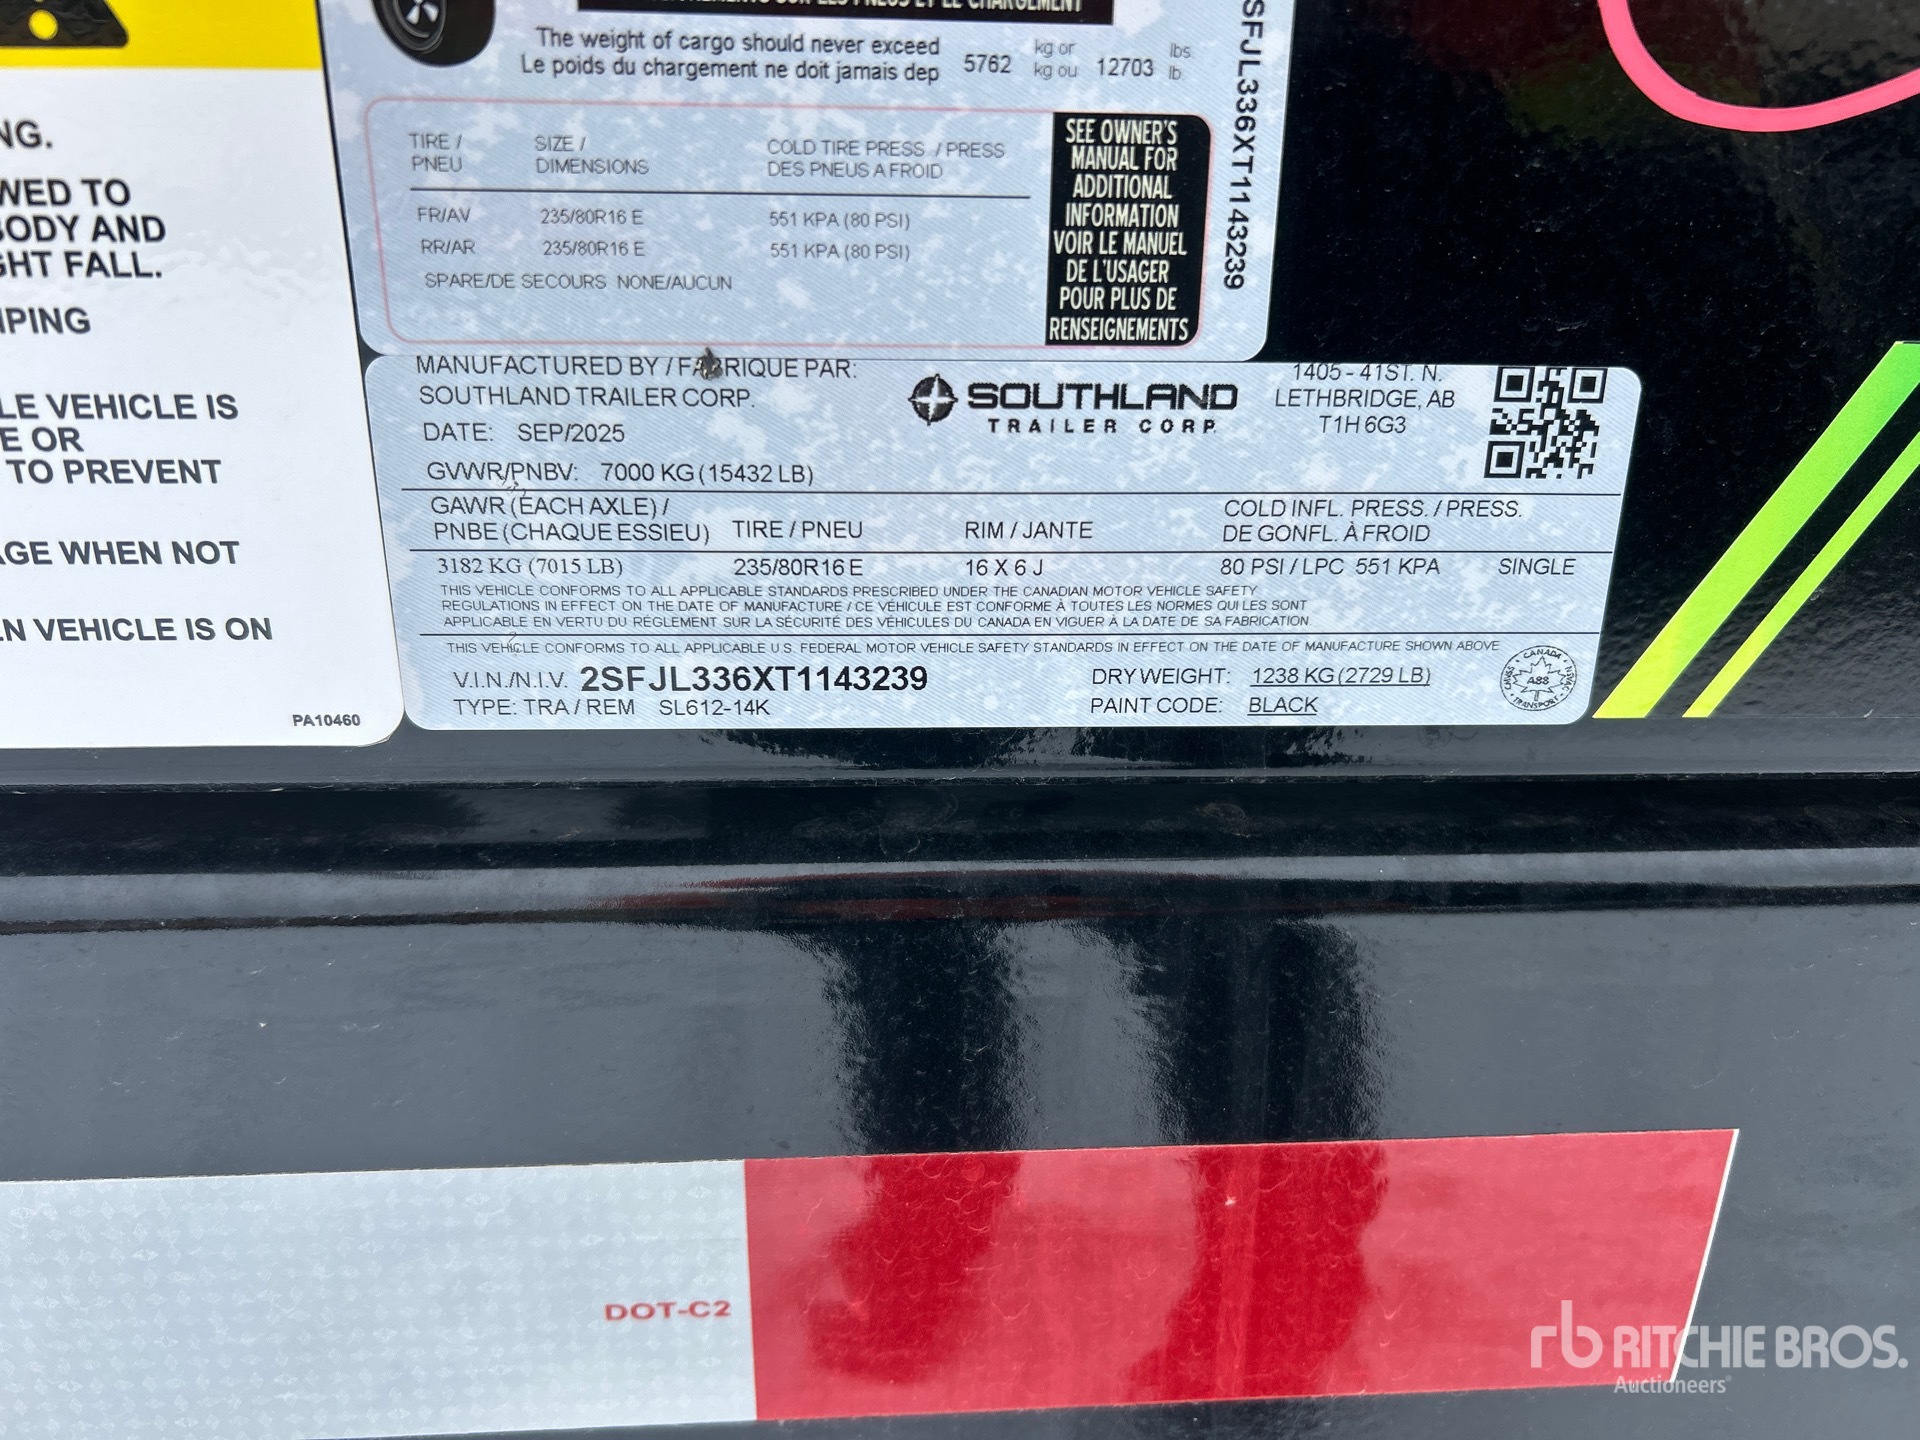 NG.
WED TO
BODY AND
GHT FALL.
PING
LE VEHICLE IS
E OR
TO PREVENT
AGE WHEN NOT
EN VEHICLE IS ON
PA10460
SUR LES PNEUS ET LE CHARGEMENT
The weight of cargo should never exceed
Le poids du chargement ne doit jamais dep
5762 kg or kg ou 12703 lbs lb
TIRE / PNEU SIZE / DIMENSIONS COLD TIRE PRESS. / PRESS DES PNEUS A FROID
FR/AV 235/80R16 E 551 KPA (80 PSI)
RR/AR 235/80R16 E 551 KPA (80 PSI)
SPARE/DE SECOURS NONE/AUCUN
SEE OWNER'S
MANUAL FOR
ADDITIONAL
INFORMATION
VOIR LE MANUEL
DE L'USAGER
POUR PLUS DE
RENSEIGNEMENTS
SFJL336XT1143239
MANUFACTURED BY / FABRIQUE PAR:
SOUTHLAND TRAILER CORP.
DATE: SEP/2025
GVWR/PNBV: 7000 KG (15432 LB)
SOUTHLAND
TRAILER CORP.
1405 - 41ST. N.
LETHBRIDGE, AB
T1H 6G3
GAWR (EACH AXLE) /
PNBE (CHAQUE ESSIEU) TIRE / PNEU RIM / JANTE
COLD INFL. PRESS. / PRESS.
DE GONFL. À FROID
3182 KG (7015 LB) 235/80R16 E 16 X 6 J 80 PSI / LPC 551 KPA SINGLE
THIS VEHICLE CONFORMS TO ALL APPLICABLE STANDARDS PRESCRIBED UNDER THE CANADIAN MOTOR VEHICLE SAFETY
REGULATIONS IN EFFECT ON THE DATE OF MANUFACTURE / CE VÉHICULE EST CONFORME À TOUTES LES NORMES QUI LES SONT
APPLICABLE EN VERTU DU RÈGLEMENT SUR LA SÉCURITÉ DES VÉHICULES DU CANADA EN VIGUER À LA DATE DE SA FABRICATION.
THIS VEHICLE CONFORMS TO ALL APPLICABLE U.S. FEDERAL MOTOR VEHICLE SAFETY STANDARDS IN EFFECT ON THE DATE OF MANUFACTURE SHOWN ABOVE
V.I.N./N.I.V. 2SFJL336XT1143239 DRY WEIGHT: 1238 KG (2729 LB)
TYPE: TRA / REM SL612-14K PAINT CODE: BLACK
CANADA
A88
TRANSPORT
DOT-C2
rb RITCHIE BROS.
Auctioneers